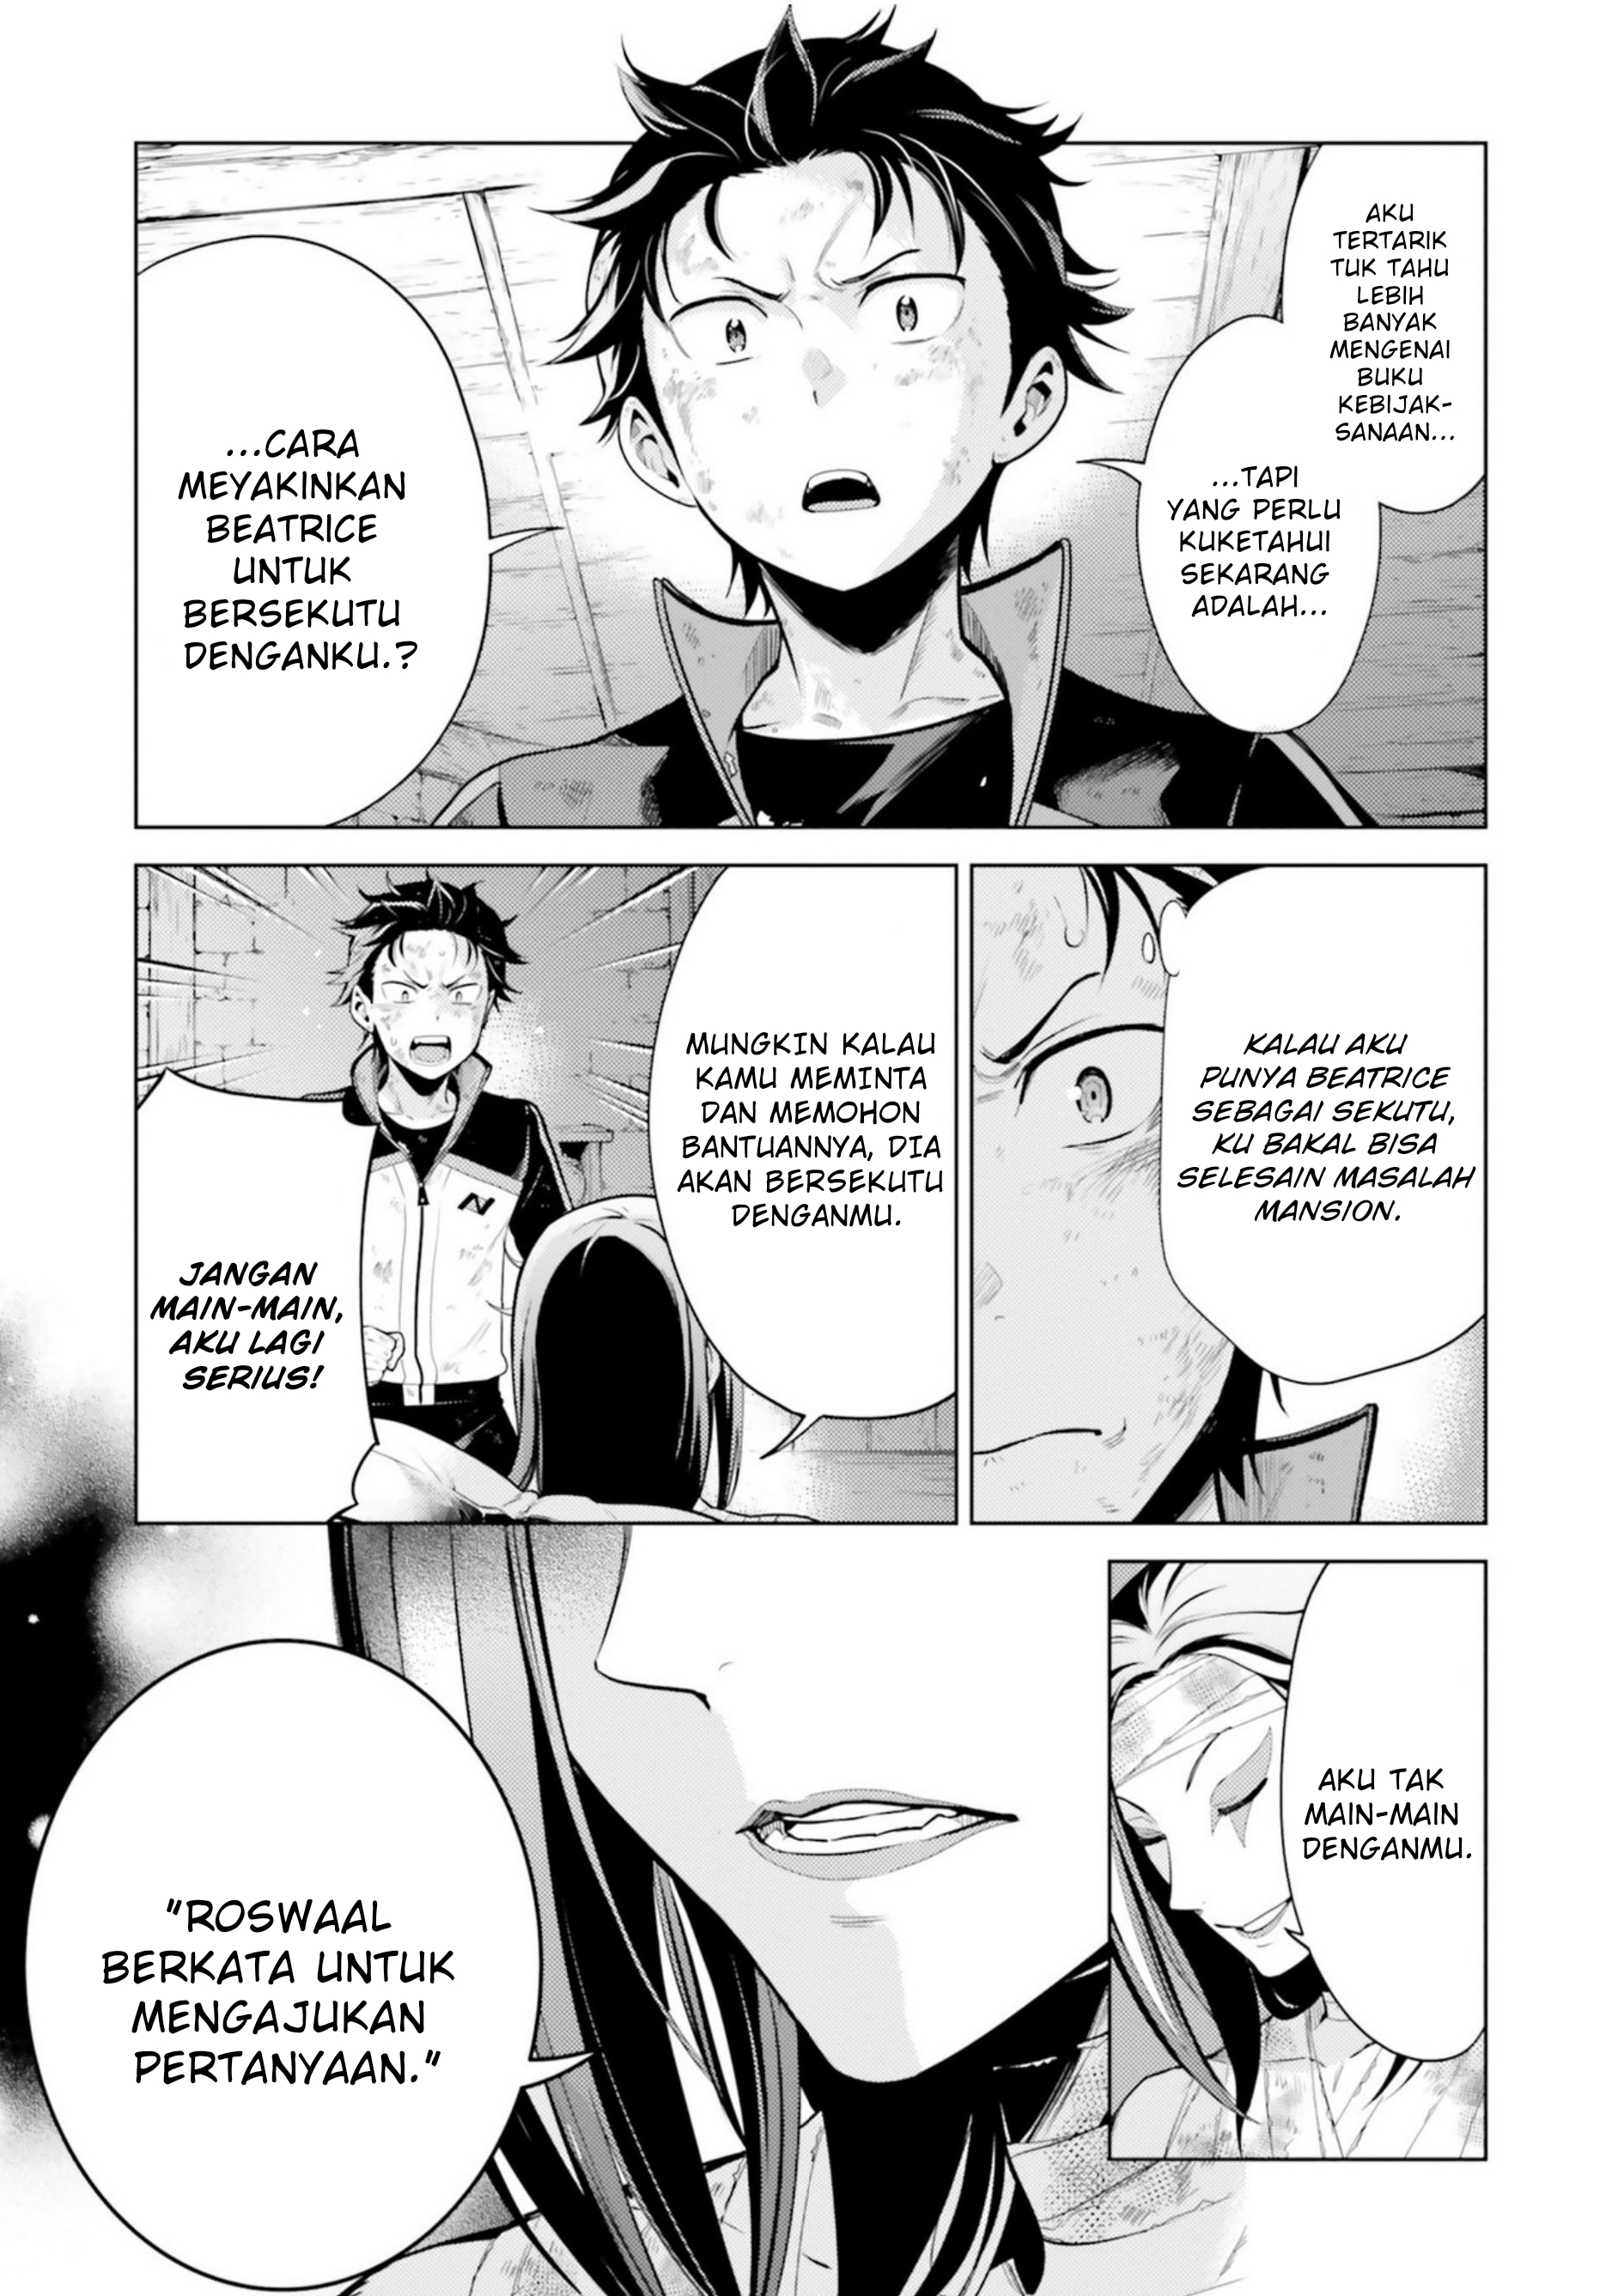 AKU
TERTARIK
TUK TAHU
LEBIH
BANYAK
MENGENAI
BUKU
KEBIJAK-
SANAAN...
...TAPI
YANG PERLU
KUKETAHUI
SEKARANG
ADALAH...
...CARA
MEYAKINKAN
BEATRICE
UNTUK
BERSEKUTU
DENGANKU.?
KALAU AKU
PUNYA BEATRICE
SEBAGAI SEKUTU,
KU BAKAL BISA
SELESAIN MASALAH
MANSION.
MUNGKIN KALAU
KAMU MEMINTA
DAN MEMOHON
BANTUANNYA, DIA
AKAN BERSEKUTU
DENGANMU.
JANGAN
MAIN-MAIN,
AKU LAGI
SERIUS!
AKU TAK
MAIN-MAIN
DENGANMU.
"ROSWAAL
BERKATA UNTUK
MENGAJUKAN
PERTANYAAN."